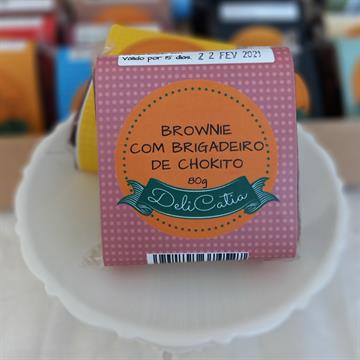 Válido por 15 dias. 22 FEV 2021
BROWNIE
COM BRIGADEIRO
DE CHOKITO
80g
DeliCatia